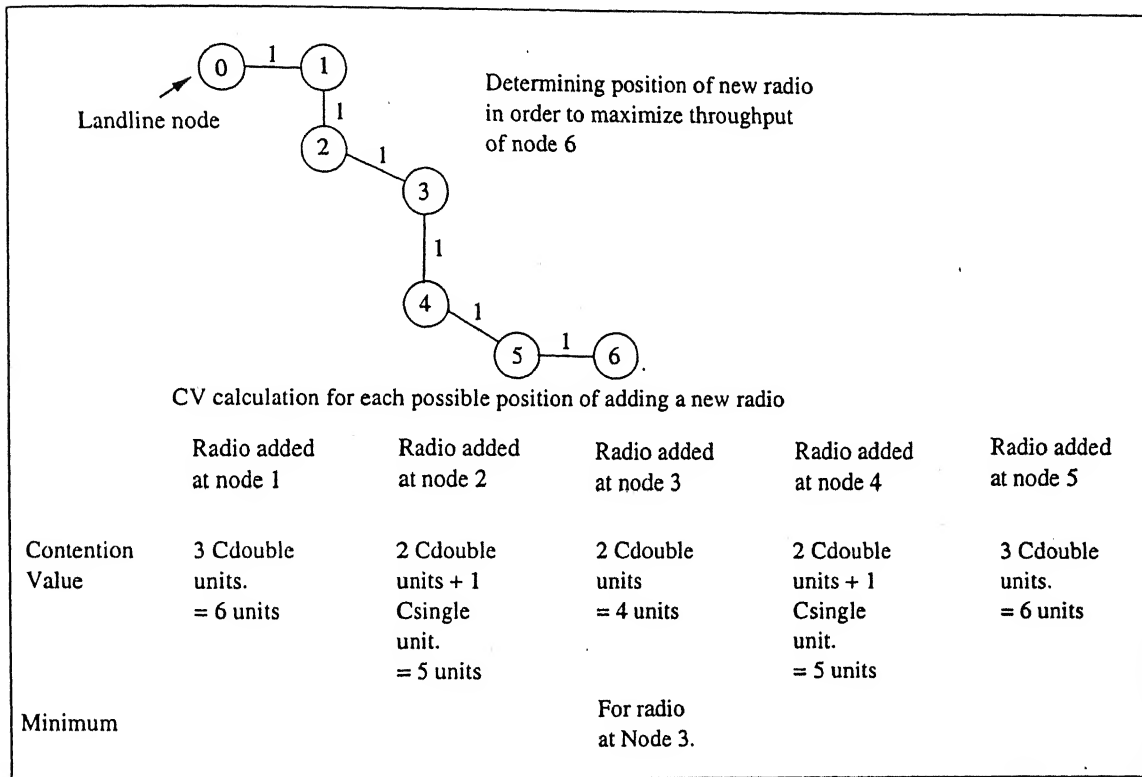 0 1 1
Landline node
Determining position of new radio
in order to maximize throughput
of node 6
1
2 1
3
1
4 1
5 1 6
CV calculation for each possible position of adding a new radio
Radio added
at node 1
Radio added
at node 2
Radio added
at node 3
Radio added
at node 4
Radio added
at node 5
Contention
Value
3 Cdouble
units.
= 6 units
2 Cdouble
units + 1
Csingle
unit.
= 5 units
2 Cdouble
units
= 4 units
2 Cdouble
units + 1
Csingle
unit.
= 5 units
3 Cdouble
units.
= 6 units
Minimum
For radio
at Node 3.